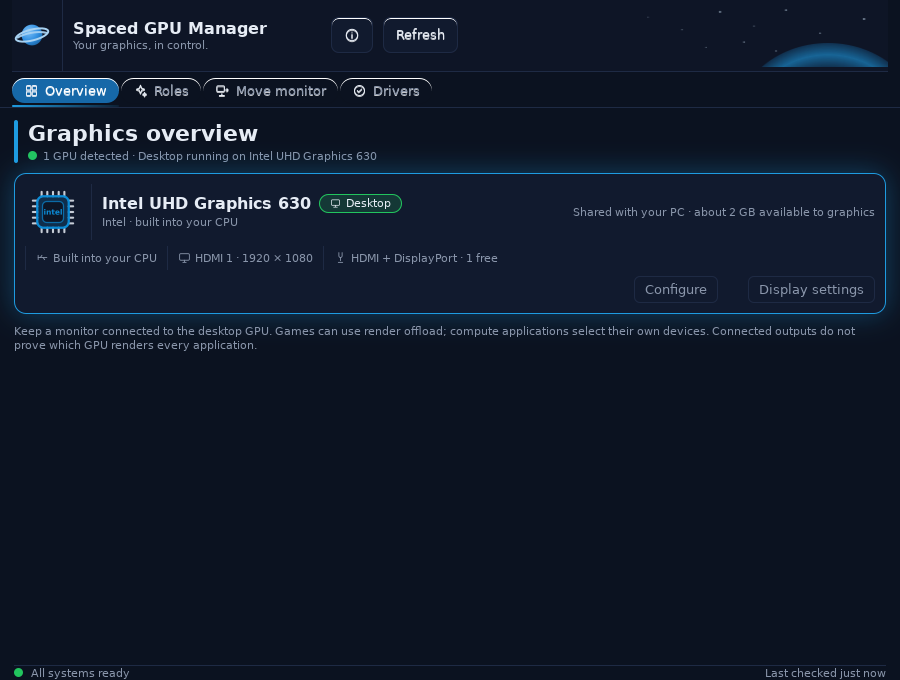 Spaced GPU Manager
Your graphics, in control.
Refresh
Overview
Roles
Move monitor
Drivers
Graphics overview
1 GPU detected · Desktop running on Intel UHD Graphics 630
intel
Intel UHD Graphics 630
Desktop
Intel · built into your CPU
Shared with your PC · about 2 GB available to graphics
Built into your CPU
HDMI 1 · 1920 × 1080
HDMI + DisplayPort · 1 free
Configure
Display settings
Keep a monitor connected to the desktop GPU. Games can use render offload; compute applications select their own devices. Connected outputs do not
prove which GPU renders every application.
All systems ready
Last checked just now